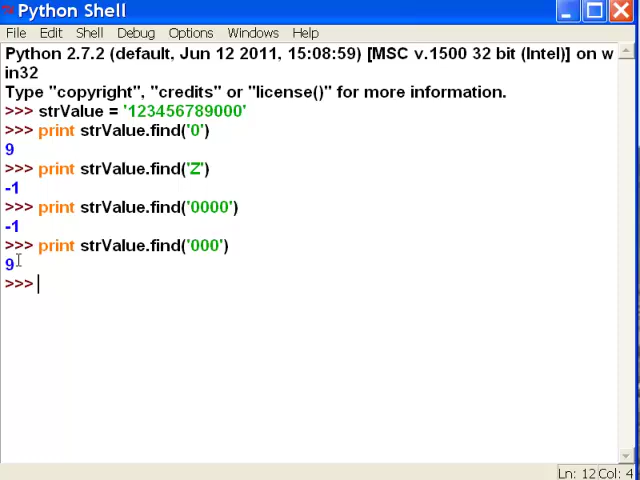 Python Shell
File Edit Shell Debug Options Windows Help
Python 2.7.2 (default, Jun 12 2011, 15:08:59) [MSC v.1500 32 bit (Intel)] on w
in32
Type "copyright", "credits" or "license()" for more information.
>>> strValue = '123456789000'
>>> print strValue.find('0')
9
>>> print strValue.find('Z')
-1
>>> print strValue.find('0000')
-1
>>> print strValue.find('000')
9
>>>
Ln: 12 Col: 4